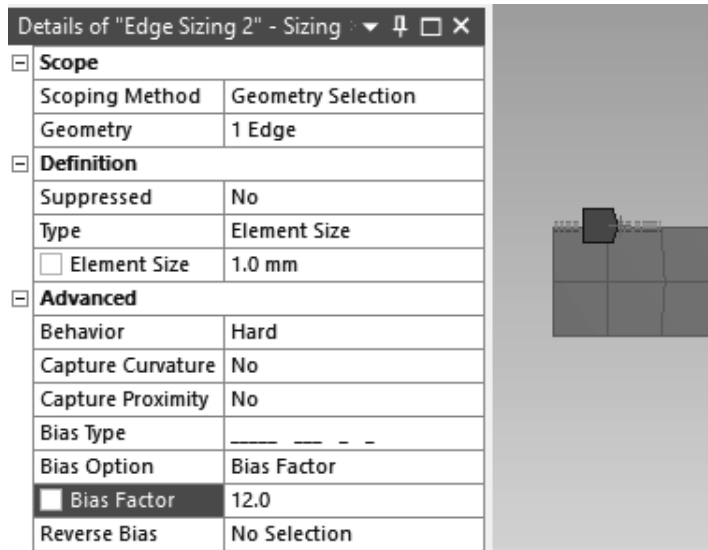 Details of "Edge Sizing 2" - Sizing
Scope
Scoping Method Geometry Selection
Geometry 1 Edge
Definition
Suppressed No
Type Element Size
Element Size 1.0 mm
Advanced
Behavior Hard
Capture Curvature No
Capture Proximity No
Bias Type _____ ___ _ _
Bias Option Bias Factor
Bias Factor 12.0
Reverse Bias No Selection